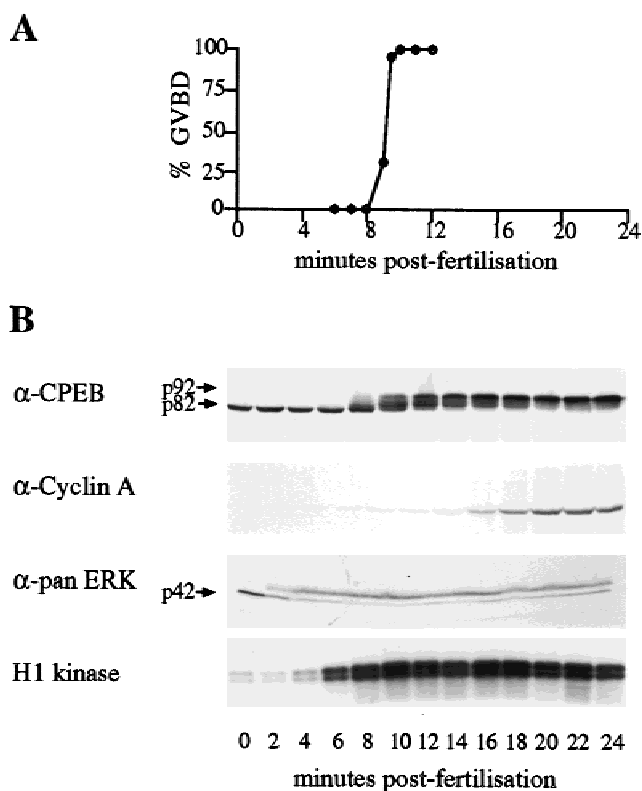 A
100
75
50
25
0
% GVBD
0 4 8 12 16 20 24
minutes post-fertilisation
B
α-CPEB
p92
p82
α-Cyclin A
α-pan ERK
p42
H1 kinase
0 2 4 6 8 10 12 14 16 18 20 22 24
minutes post-fertilisation